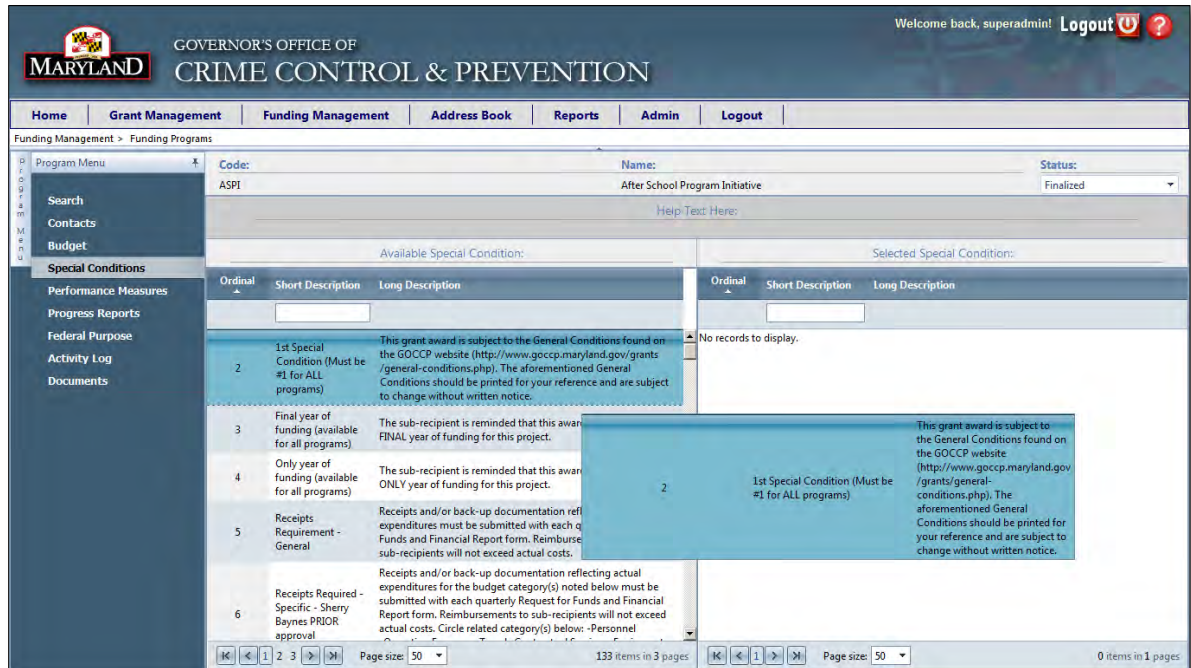 Welcome back, superadmin! Logout
MARYLAND
GOVERNOR'S OFFICE OF
CRIME CONTROL & PREVENTION
Home Grant Management Funding Management Address Book Reports Admin Logout
Funding Management > Funding Programs
Program Menu
Program Menu
Search
Contacts
Budget
Special Conditions
Performance Measures
Progress Reports
Federal Purpose
Activity Log
Documents
Code: Name: Status:
ASPI After School Program Initiative Finalized
Help Text Here:
Available Special Condition: Selected Special Condition:
Ordinal Short Description Long Description
2
1st Special
Condition (Must be
#1 for ALL
programs)
This grant award is subject to the General Conditions found on
the GOCCP website (http://www.goccp.maryland.gov/grants
/general-conditions.php). The aforementioned General
Conditions should be printed for your reference and are subject
to change without written notice.
3
Final year of
funding (available
for all programs)
The sub-recipient is reminded that this awar
FINAL year of funding for this project.
4
Only year of
funding (available
for all programs)
The sub-recipient is reminded that this awar
ONLY year of funding for this project.
5
Receipts
Requirement -
General
Receipts and/or back-up documentation refl
expenditures must be submitted with each q
Funds and Financial Report form. Reimburse
sub-recipients will not exceed actual costs.
6
Receipts Required -
Specific - Sherry
Baynes PRIOR
approval
Receipts and/or back-up documentation reflecting actual
expenditures for the budget category(s) noted below must be
submitted with each quarterly Request for Funds and Financial
Report form. Reimbursements to sub-recipients will not exceed
actual costs. Circle related category(s) below: -Personnel
Ordinal Short Description Long Description
No records to display.
2
1st Special Condition (Must be
#1 for ALL programs)
This grant award is subject to
the General Conditions found on
the GOCCP website
(http://www.goccp.maryland.gov
/grants/general-
conditions.php). The
aforementioned General
Conditions should be printed for
your reference and are subject to
change without written notice.
1 2 3 Page size: 50 133 items in 3 pages
1 Page size: 50 0 items in 1 pages